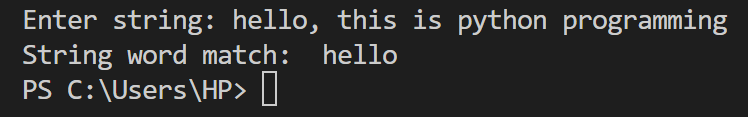 Enter string: hello, this is python programming
String word match:  hello
PS C:\Users\HP>